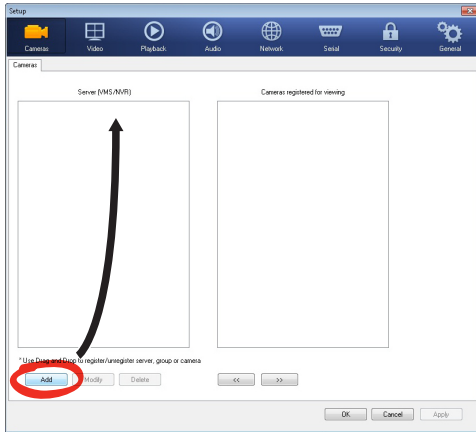 Setup
Cameras Video Playback Audio Network Serial Security General
Cameras
Server (VMS/NVR) Cameras registered for viewing
* Use Drag and Drop to register/unregister server, group or camera
Add Modify Delete << >>
OK Cancel Apply